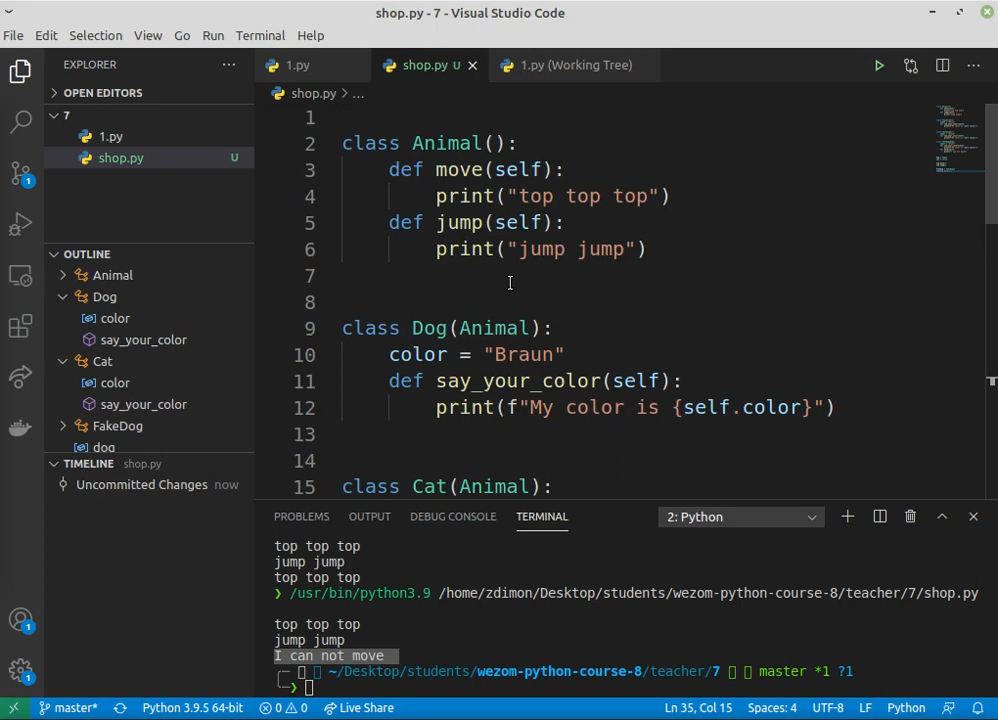 shop.py - 7 - Visual Studio Code
File Edit Selection View Go Run Terminal Help
EXPLORER
OPEN EDITORS
7
1.py
shop.py U
1
OUTLINE
Animal
Dog
color
say_your_color
Cat
color
say_your_color
FakeDog
dog
TIMELINE shop.py
Uncommitted Changes now
1
1
1.py shop.py U 1.py (Working Tree)
shop.py > ...
1
2 class Animal():
3 def move(self):
4 print("top top top")
5 def jump(self):
6 print("jump jump")
7
8
9 class Dog(Animal):
10 color = "Braun"
11 def say_your_color(self):
12 print(f"My color is {self.color}")
13
14
15 class Cat(Animal):
PROBLEMS OUTPUT DEBUG CONSOLE TERMINAL 2: Python
top top top
jump jump
top top top
❯ /usr/bin/python3.9 /home/zdimon/Desktop/students/wezom-python-course-8/teacher/7/shop.py
top top top
jump jump
I can not move
~/Desktop/students/wezom-python-course-8/teacher/7 master *1 ?1
❯
master* Python 3.9.5 64-bit 0 0 Live Share Ln 35, Col 15 Spaces: 4 UTF-8 LF Python